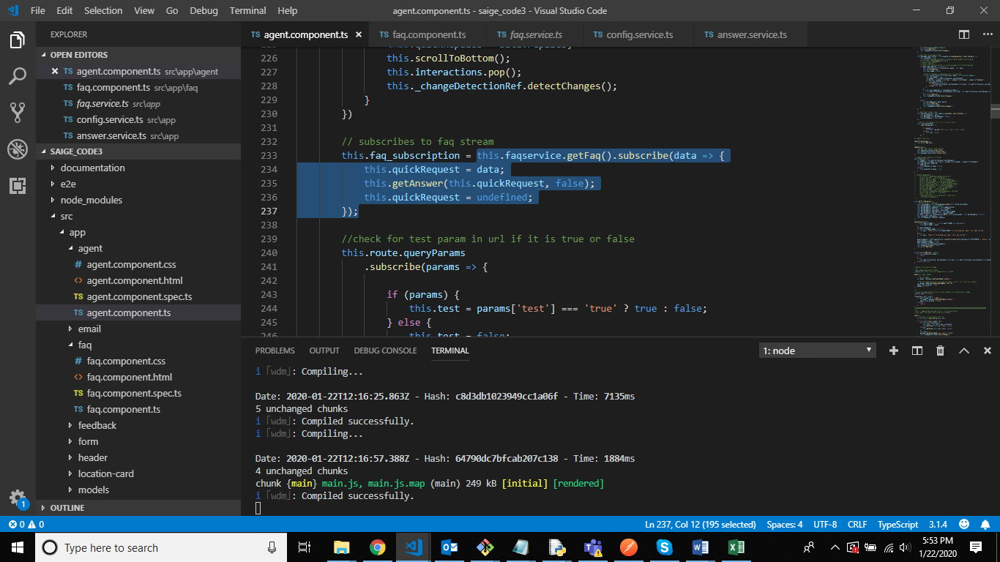 File Edit Selection View Go Debug Terminal Help
agent.component.ts - saige_code3 - Visual Studio Code
EXPLORER
OPEN EDITORS
TS agent.component.ts src\app\agent
TS faq.component.ts src\app\faq
TS faq.service.ts src\app
TS config.service.ts src\app
TS answer.service.ts src\app
SAIGE_CODE3
documentation
e2e
node_modules
src
app
agent
# agent.component.css
<> agent.component.html
TS agent.component.spec.ts
TS agent.component.ts
email
faq
# faq.component.css
<> faq.component.html
TS faq.component.spec.ts
TS faq.component.ts
feedback
form
header
location-card
models
OUTLINE
1
TS agent.component.ts
TS faq.component.ts
TS faq.service.ts
TS config.service.ts
TS answer.service.ts
226 this.scrollToBottom();
227 this.interactions.pop();
228 this._changeDetectionRef.detectChanges();
229 }
230 })
231
232 // subscribes to faq stream
233 this.faq_subscription = this.faqservice.getFaq().subscribe(data => {
234 this.quickRequest = data;
235 this.getAnswer(this.quickRequest, false);
236 this.quickRequest = undefined;
237 });
238
239 //check for test param in url if it is true or false
240 this.route.queryParams
241 .subscribe(params => {
242
243 if (params) {
244 this.test = params['test'] === 'true' ? true : false;
245 } else {
246 this.test = false;
PROBLEMS OUTPUT DEBUG CONSOLE TERMINAL
1: node
i ｢wdm｣: Compiling...
Date: 2020-01-22T12:16:25.863Z - Hash: c8d3db1023949cc1a06f - Time: 7135ms
5 unchanged chunks
i ｢wdm｣: Compiled successfully.
i ｢wdm｣: Compiling...
Date: 2020-01-22T12:16:57.388Z - Hash: 64790dc7bfcab207c138 - Time: 1884ms
4 unchanged chunks
chunk {main} main.js, main.js.map (main) 249 kB [initial] [rendered]
i ｢wdm｣: Compiled successfully.
0 0
Ln 237, Col 12 (195 selected) Spaces: 4 UTF-8 CRLF TypeScript 3.1.4
Type here to search
5:53 PM
1/22/2020